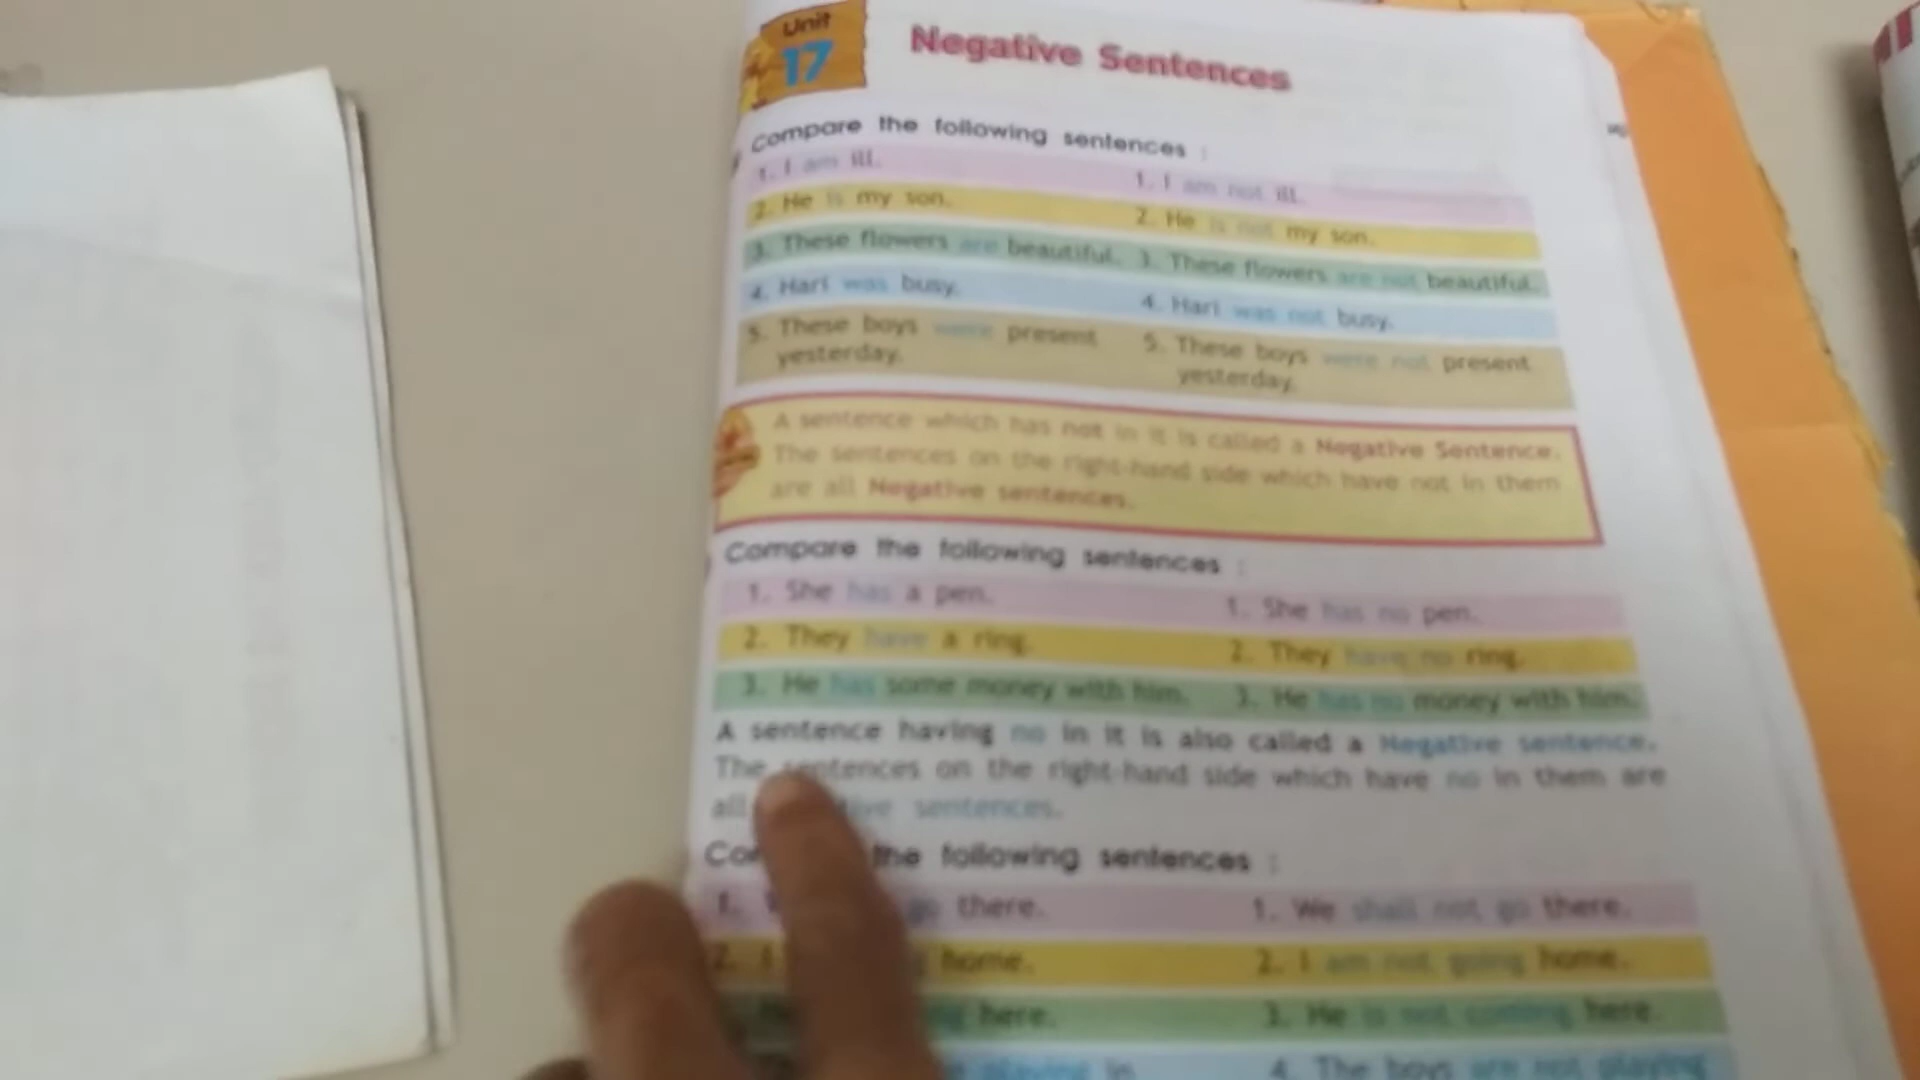 Unit
17
Negative Sentences
Compare the following sentences :
1. I am ill.
1. I am not ill.
2. He is my son.
2. He is not my son.
3. These flowers are beautiful.
3. These flowers are not beautiful.
4. Hari was busy.
4. Hari was not busy.
5. These boys were present
yesterday.
5. These boys were not present
yesterday.
A sentence which has not in it is called a Negative Sentence.
The sentences on the right-hand side which have not in them
are all Negative sentences.
Compare the following sentences :
1. She has a pen.
1. She has no pen.
2. They have a ring.
2. They have no ring.
3. He has some money with him.
3. He has no money with him.
A sentence having no in it is also called a Negative sentence.
The sentences on the right-hand side which have no in them are
all sentences.
the following sentences :
1. go there.
1. We shall not go there.
2. I home.
2. I am not going home.
here.
3. He is not coming here.
playing in
4. The boys are not playing